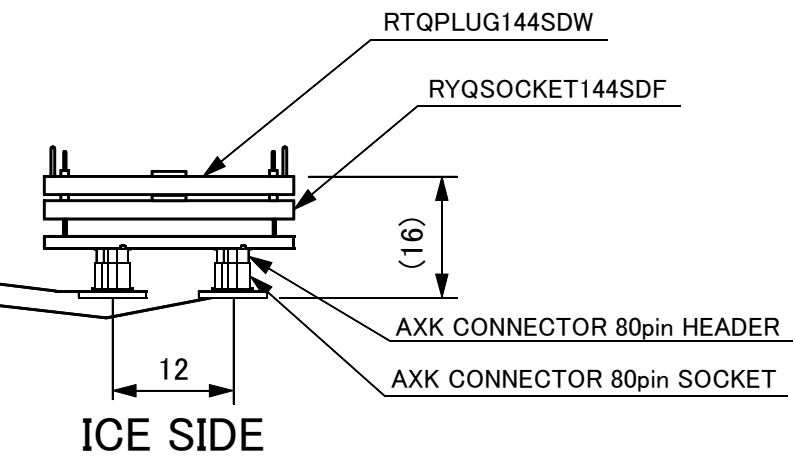 RTQPLUG144SDW
RYQSOCKET144SDF
(16)
AXK CONNECTOR 80pin HEADER
12
AXK CONNECTOR 80pin SOCKET
ICE SIDE